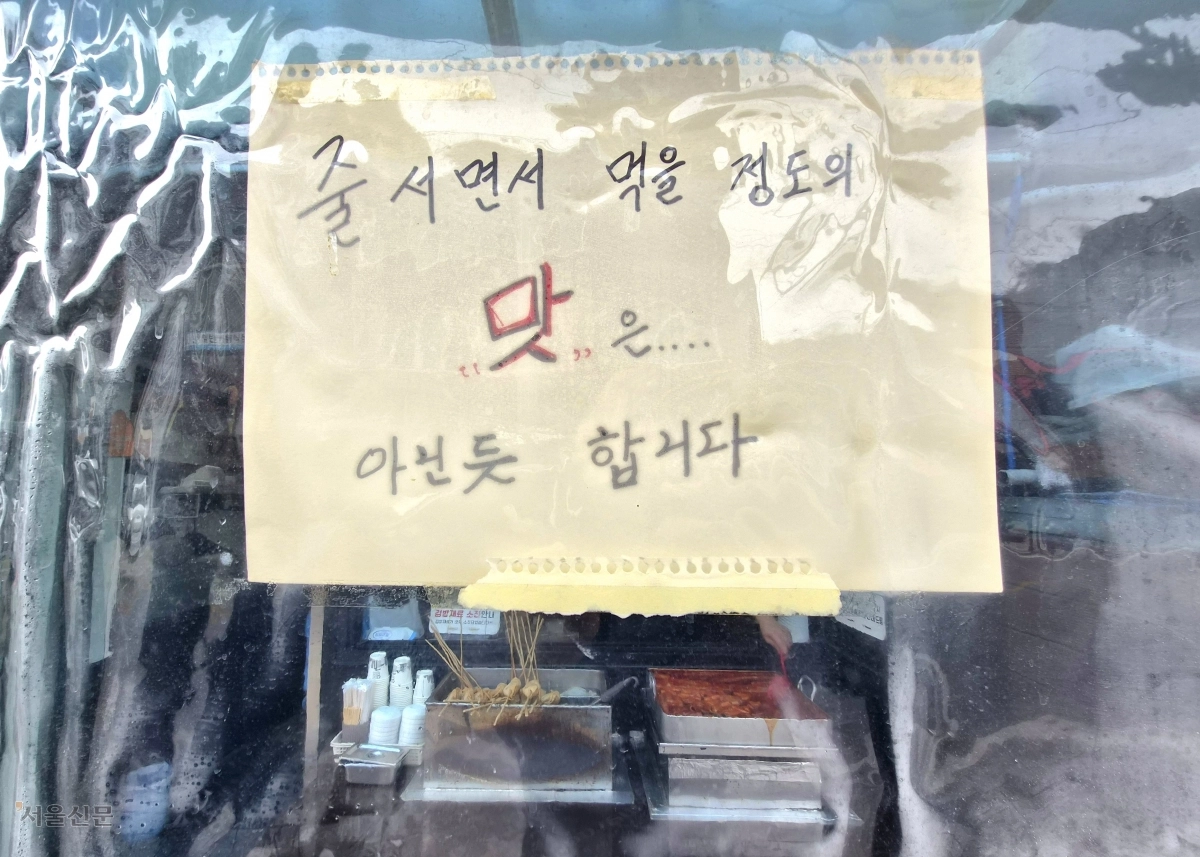 줄 서면서 먹을 정도의
"맛" 은....
아닌듯 합니다
서울신문